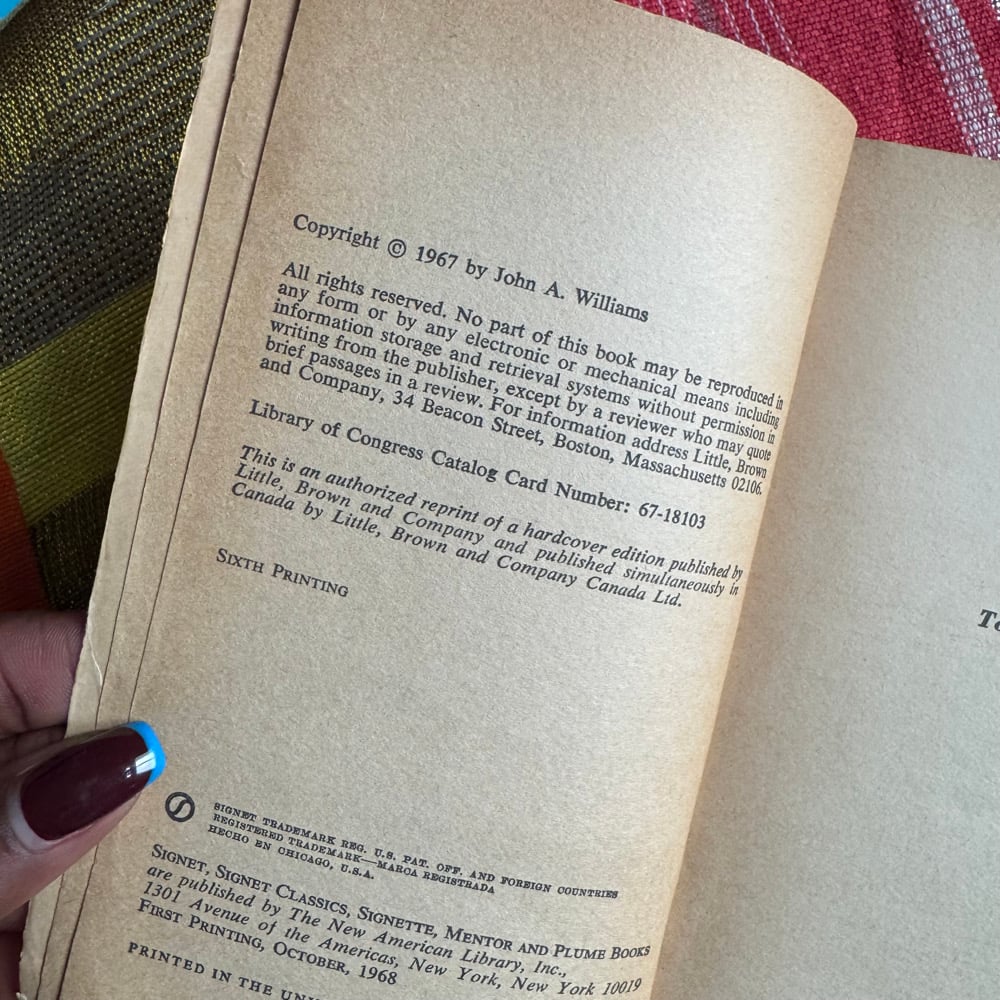 Copyright © 1967 by John A. Williams
All rights reserved. No part of this book may be reproduced in
any form or by any electronic or mechanical means including
information storage and retrieval systems without permission in
writing from the publisher, except by a reviewer who may quote
brief passages in a review. For information address Little, Brown
and Company, 34 Beacon Street, Boston, Massachusetts 02106.
Library of Congress Catalog Card Number: 67-18103
This is an authorized reprint of a hardcover edition published by
Little, Brown and Company and published simultaneously in
Canada by Little, Brown and Company Canada Ltd.
SIXTH PRINTING
SIGNET TRADEMARK REG. U.S. PAT. OFF. AND FOREIGN COUNTRIES
REGISTERED TRADEMARK—MARCA REGISTRADA
HECHO EN CHICAGO, U.S.A.
SIGNET, SIGNET CLASSICS, SIGNETTE, MENTOR AND PLUME BOOKS
are published by The New American Library, Inc.,
1301 Avenue of the Americas, New York, New York 10019
FIRST PRINTING, OCTOBER, 1968
PRINTED IN THE